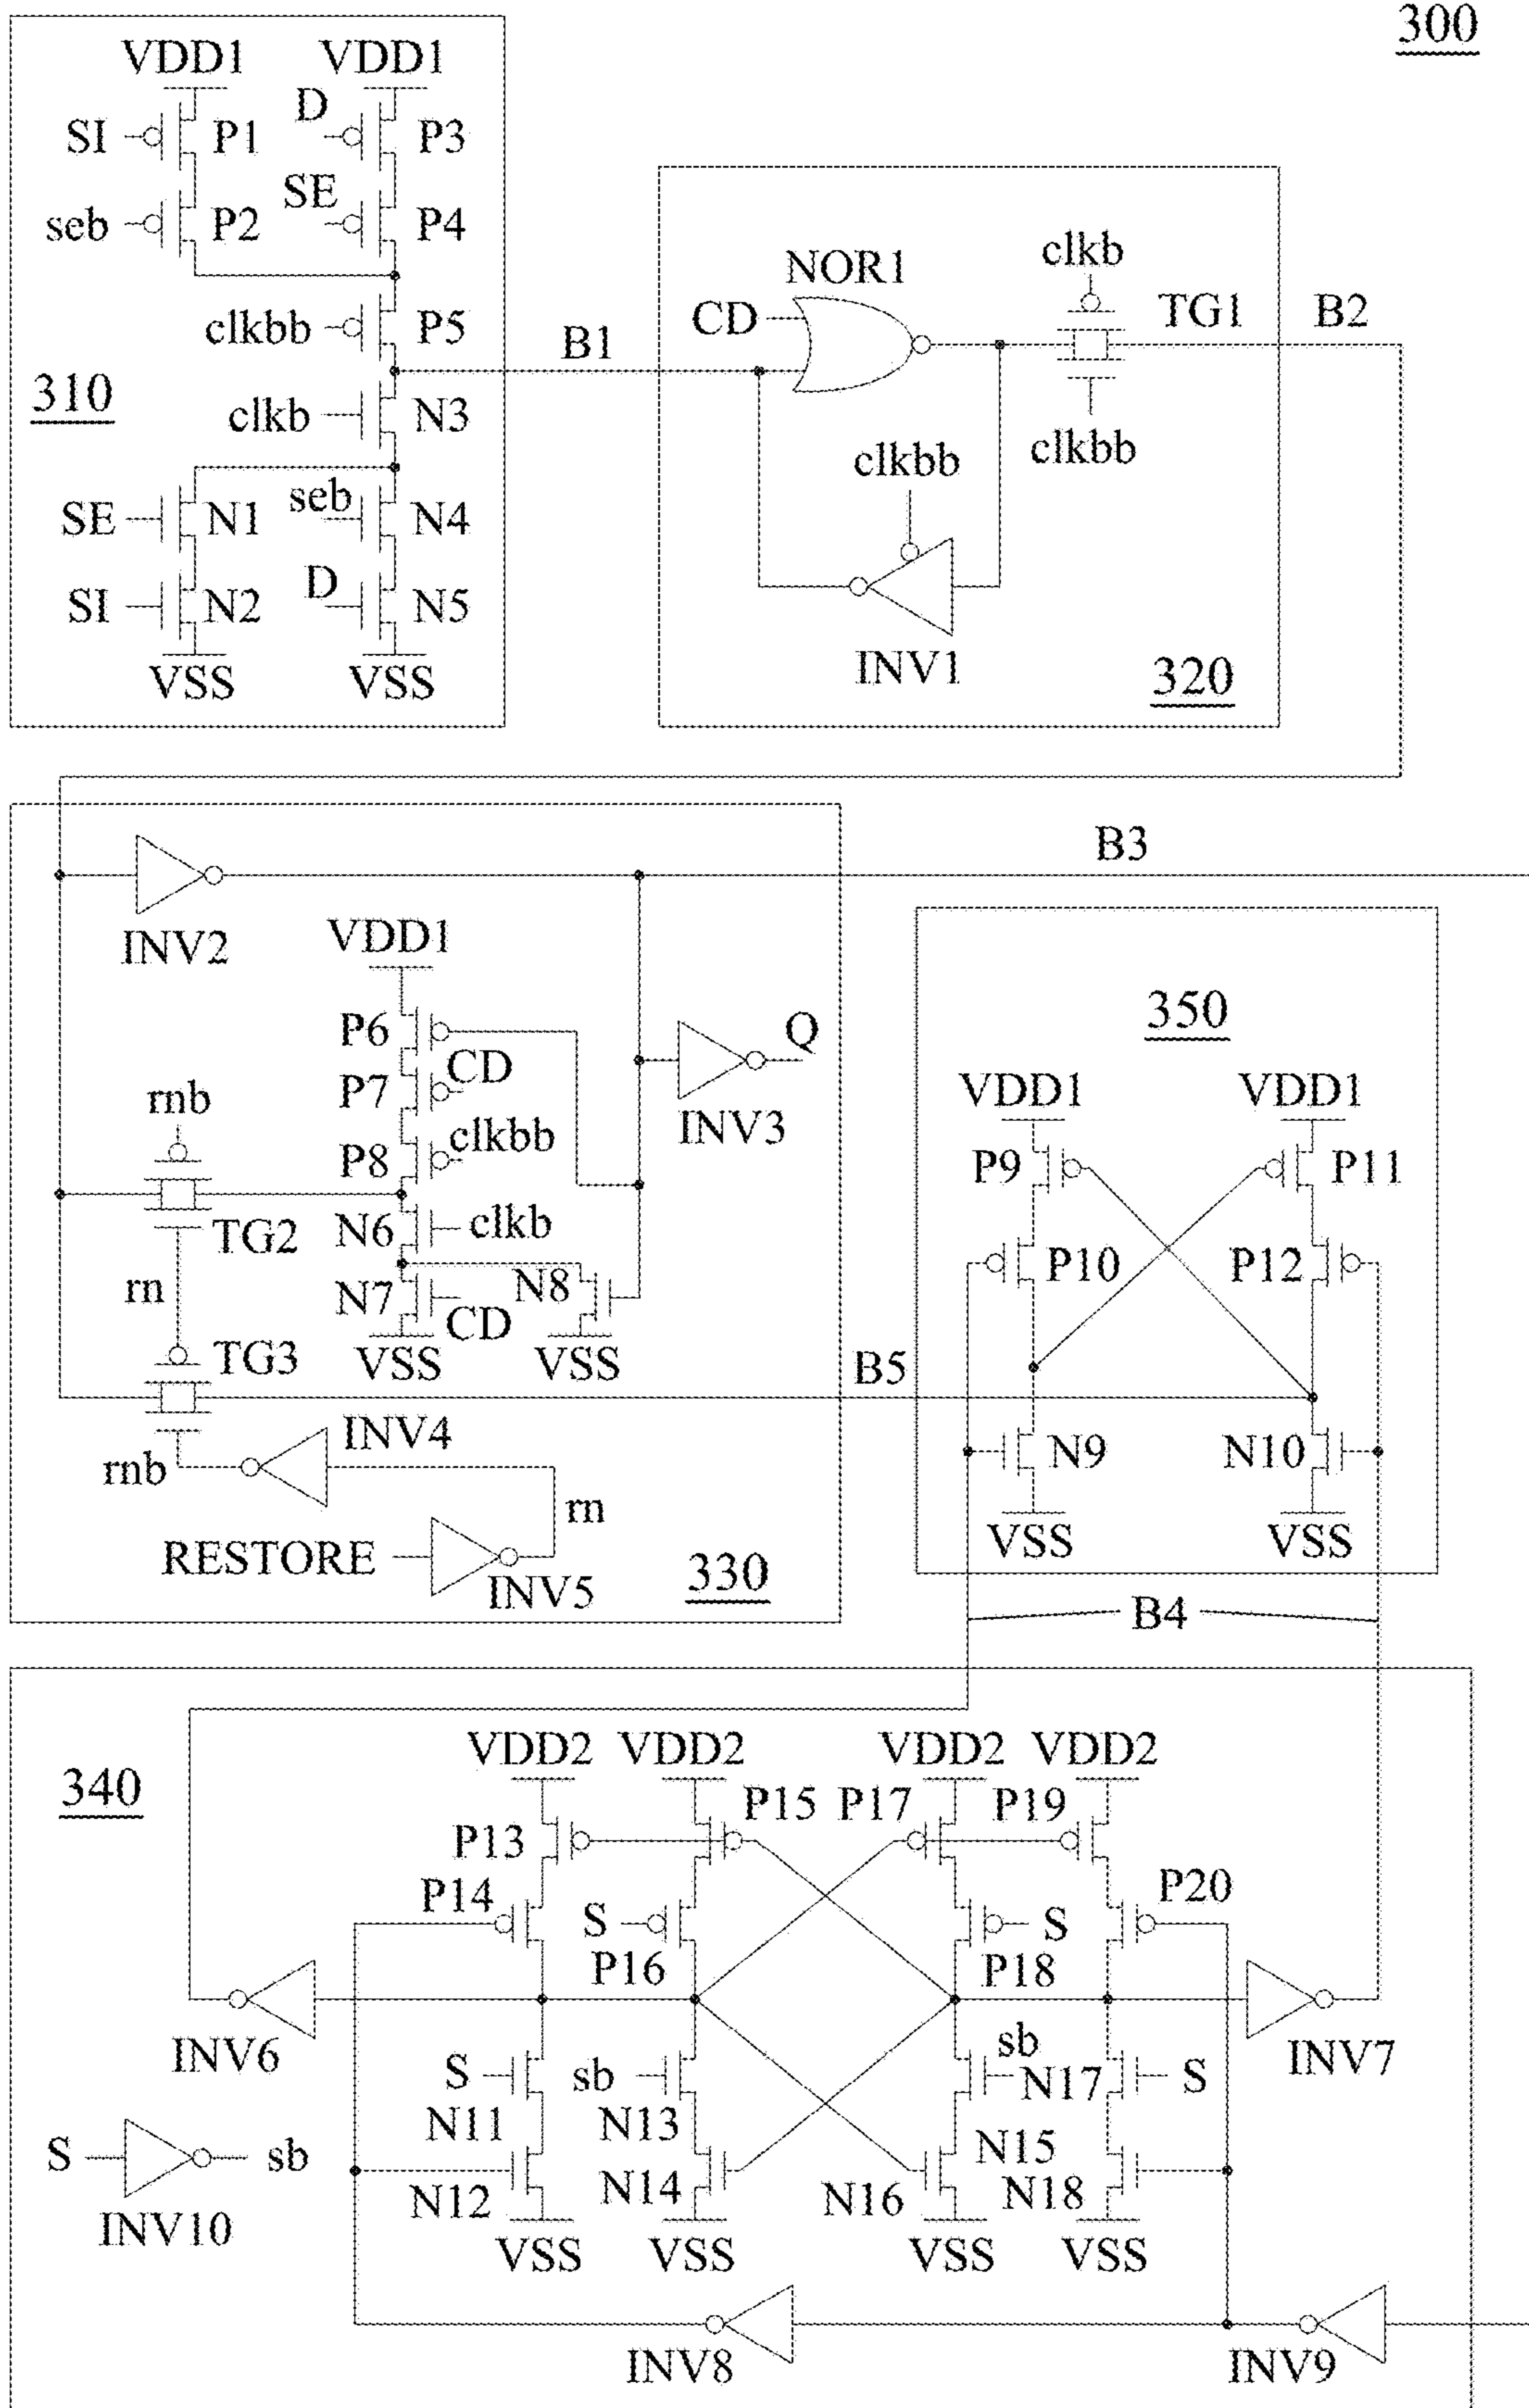 300
VDD1 VDD1
SI P1 D P3
seb P2 SE P4
clkbb P5
310
clkb N3
SE N1 seb N4
SI N2 D N5
VSS VSS
B1
NOR1
CD
clkb
TG1
clkbb
clkbb
INV1
320
B2
B3
INV2
VDD1
P6
CD
P7
clkbb
P8
Q
INV3
rnb
TG2
N6 clkb
N7 CD N8
VSS VSS
rn
TG3
B5
rnb
INV4
rn
RESTORE
INV5
330
350
VDD1 VDD1
P9 P11
P10 P12
N9 N10
VSS VSS
B4
340
VDD2 VDD2 VDD2 VDD2
P13 P15 P17 P19
P14 S P16 P18 S P20
INV6 INV7
S N11 sb N13 sb N17 S
N15
S sb
INV10
N12 N14 N16 N18
VSS VSS VSS VSS
INV8 INV9